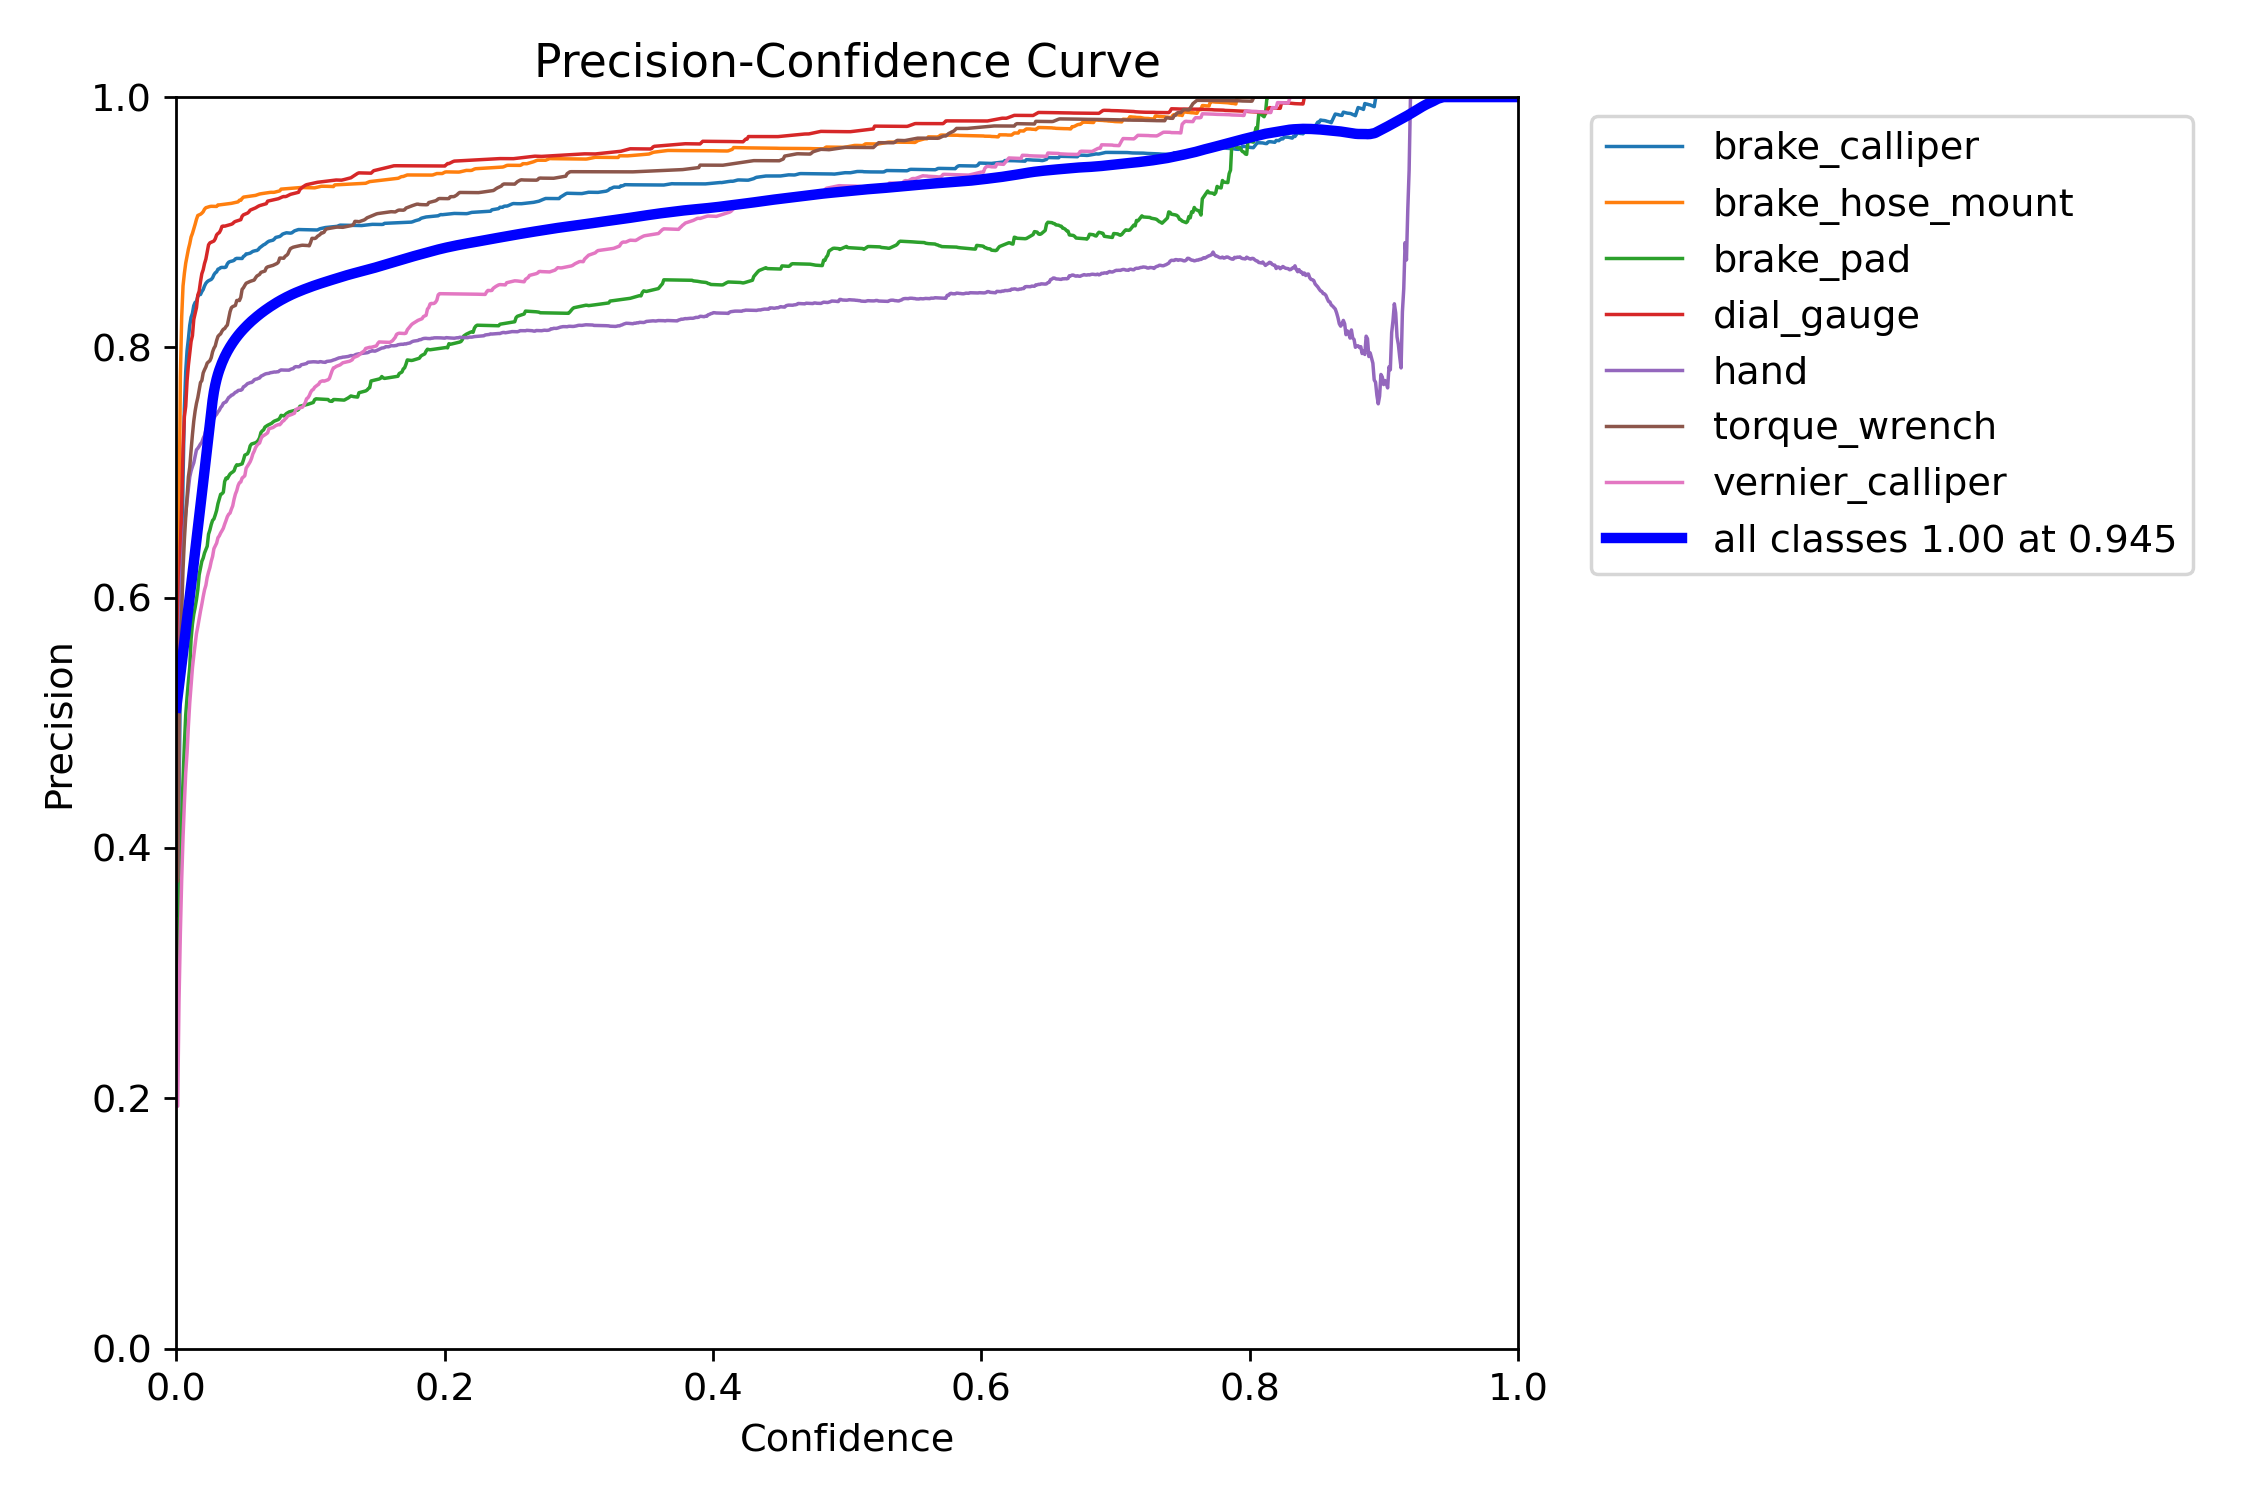 Precision-Confidence Curve
1.0
0.8
0.6
0.4
0.2
0.0
Precision
0.0 0.2 0.4 0.6 0.8 1.0
Confidence
brake_calliper
brake_hose_mount
brake_pad
dial_gauge
hand
torque_wrench
vernier_calliper
all classes 1.00 at 0.945